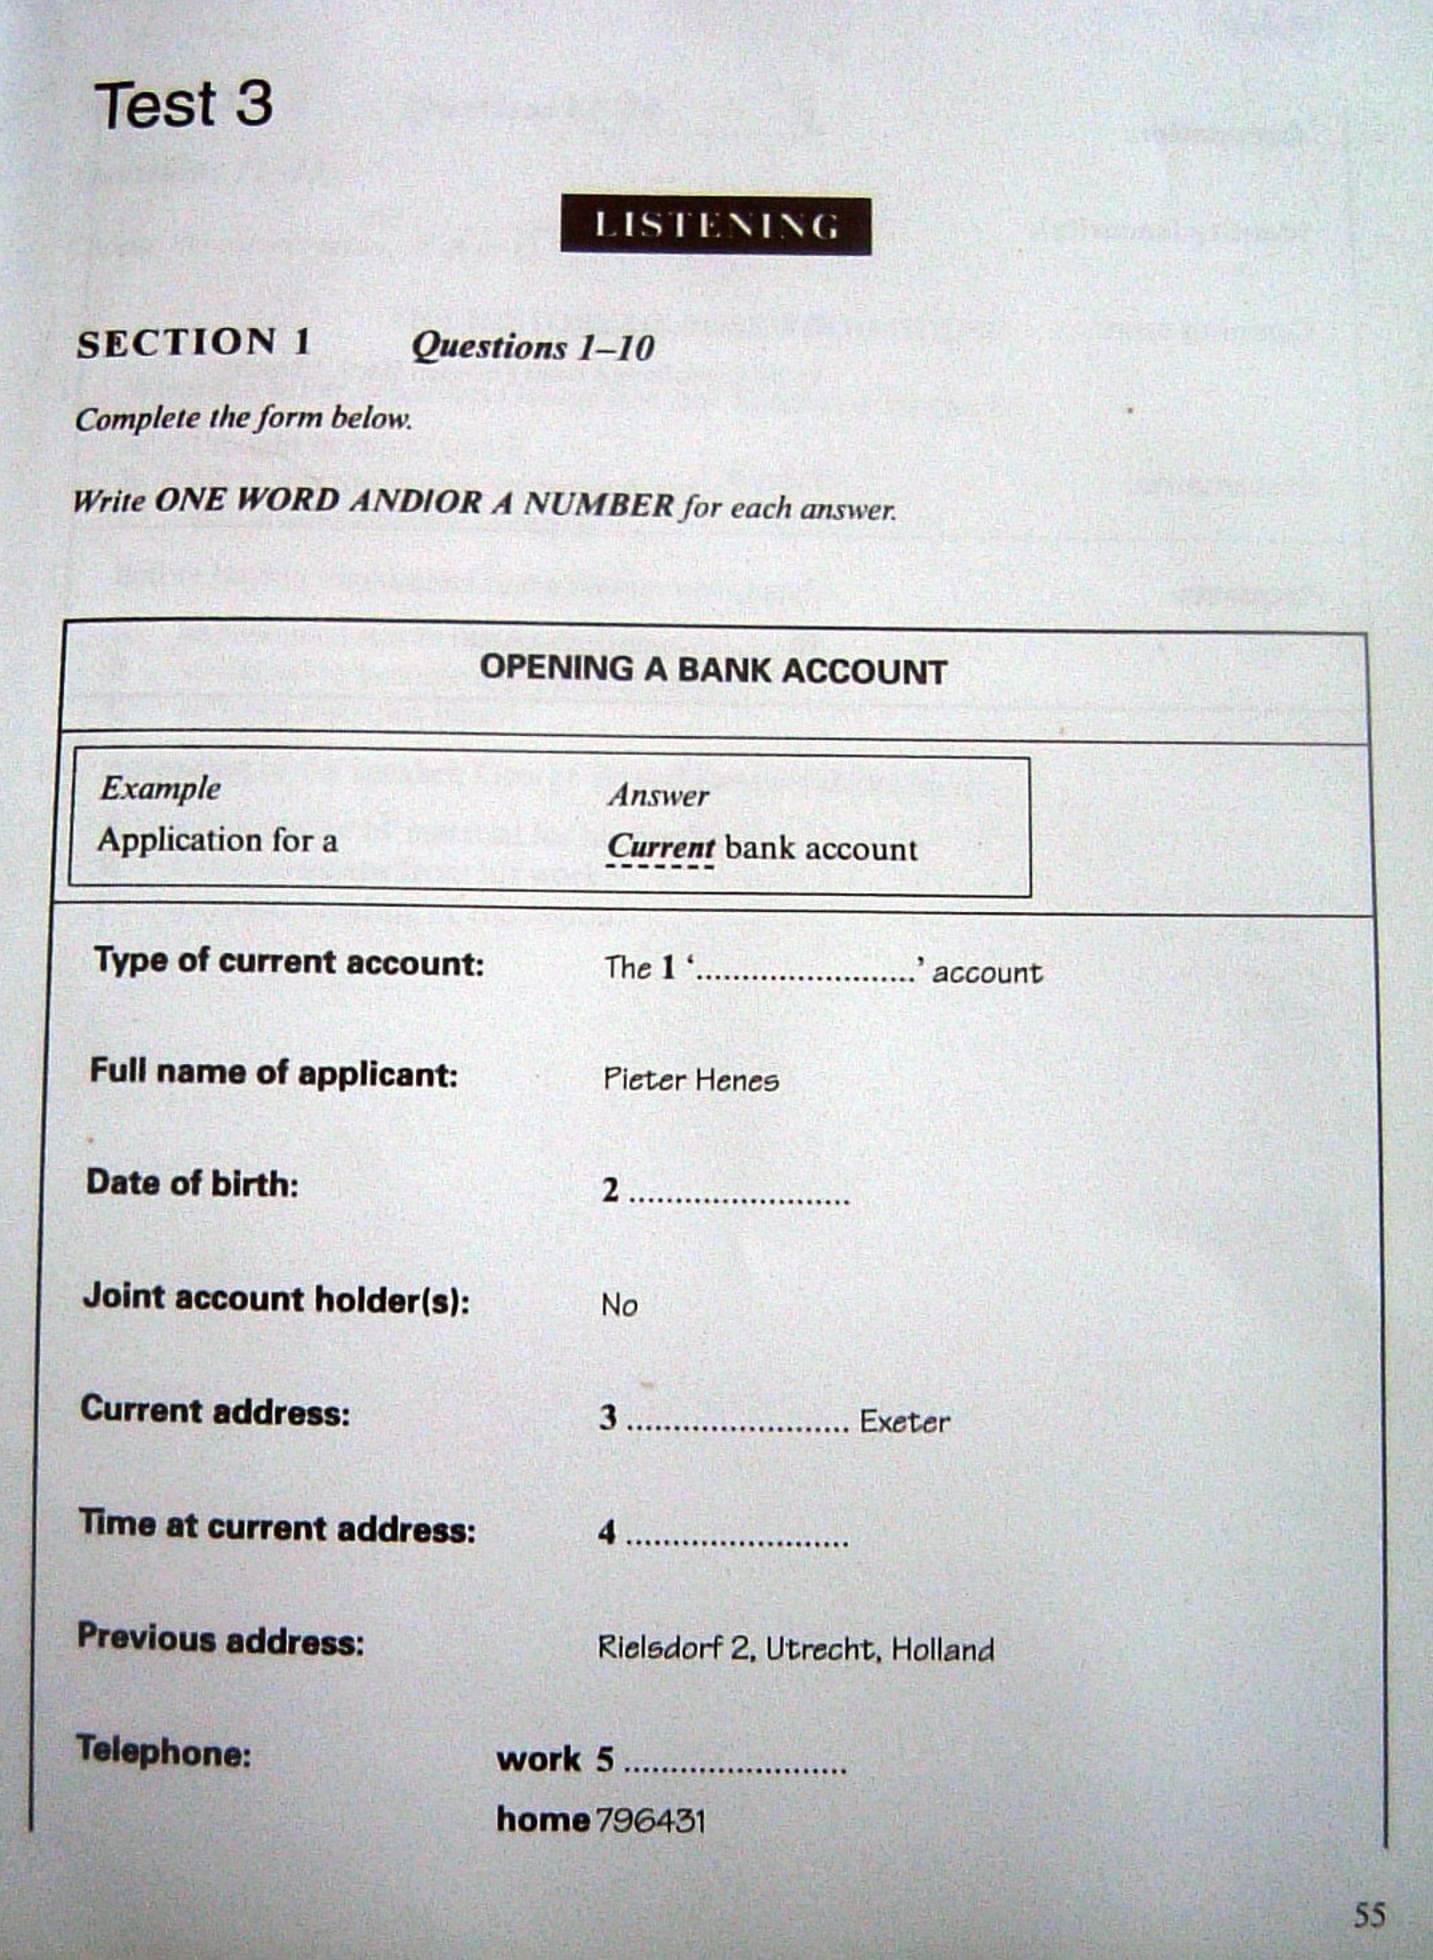 Test 3
LISTENING
SECTION 1 Questions 1–10
Complete the form below.
Write ONE WORD AND/OR A NUMBER for each answer.
OPENING A BANK ACCOUNT
Example Answer
Application for a Current bank account
Type of current account: The 1 ‘........................’ account
Full name of applicant: Pieter Henes
Date of birth: 2 ........................
Joint account holder(s): No
Current address: 3 ........................ Exeter
Time at current address: 4 ........................
Previous address: Rielsdorf 2, Utrecht, Holland
Telephone: work 5 ........................
home 796431
55